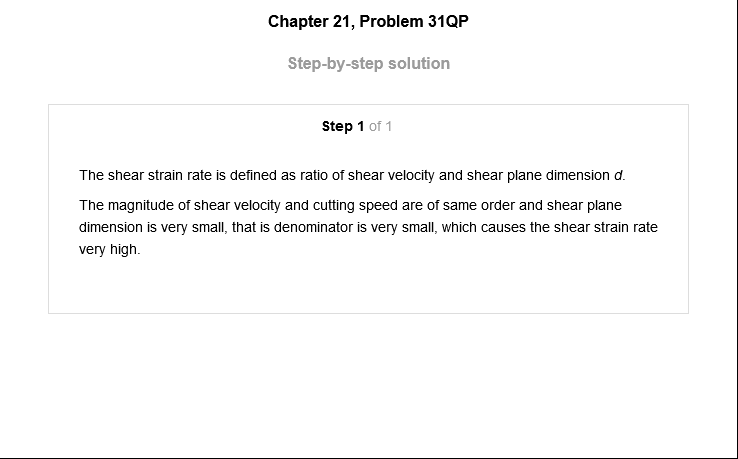 Chapter 21, Problem 31QP
Step-by-step solution
Step 1 of 1
The shear strain rate is defined as ratio of shear velocity and shear plane dimension d.
The magnitude of shear velocity and cutting speed are of same order and shear plane
dimension is very small, that is denominator is very small, which causes the shear strain rate
very high.